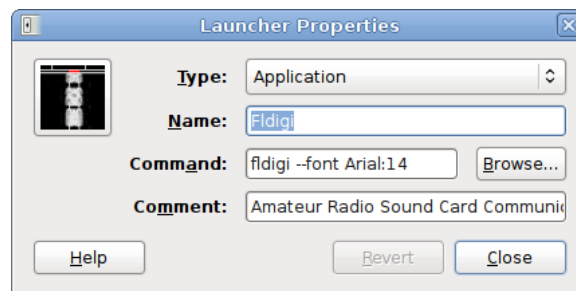 Launcher Properties
Type: Application
Name: Fldigi
Command: fldigi --font Arial:14 Browse...
Comment: Amateur Radio Sound Card Communic
Help Revert Close